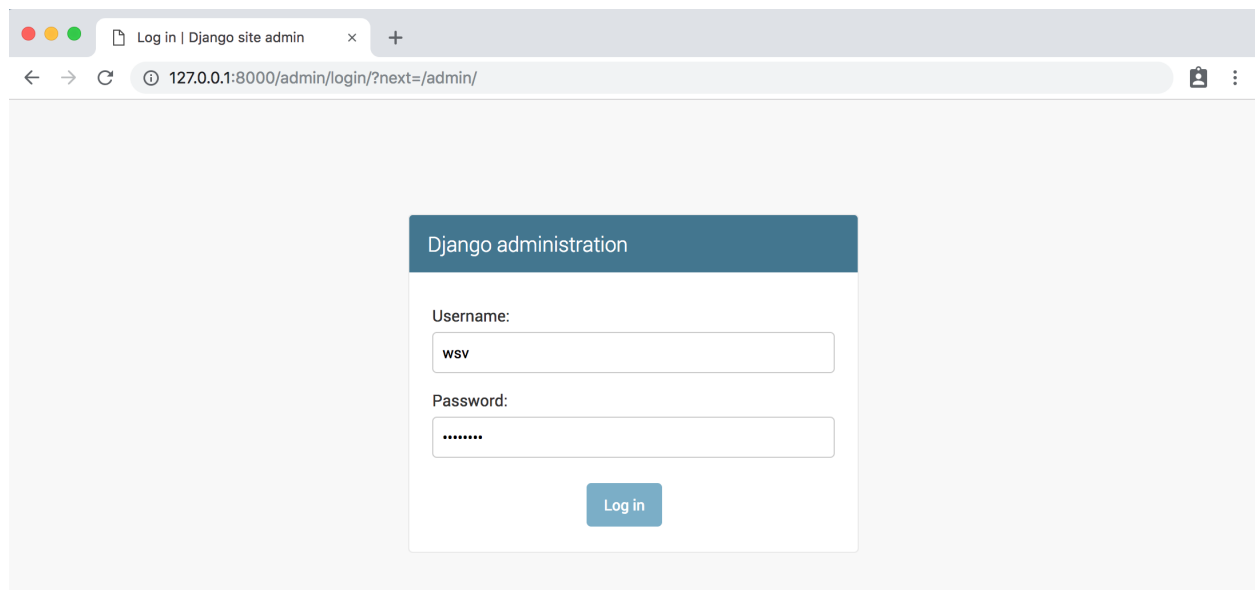 Log in | Django site admin
127.0.0.1:8000/admin/login/?next=/admin/
Django administration
Username:
wsv
Password:
••••••••
Log in